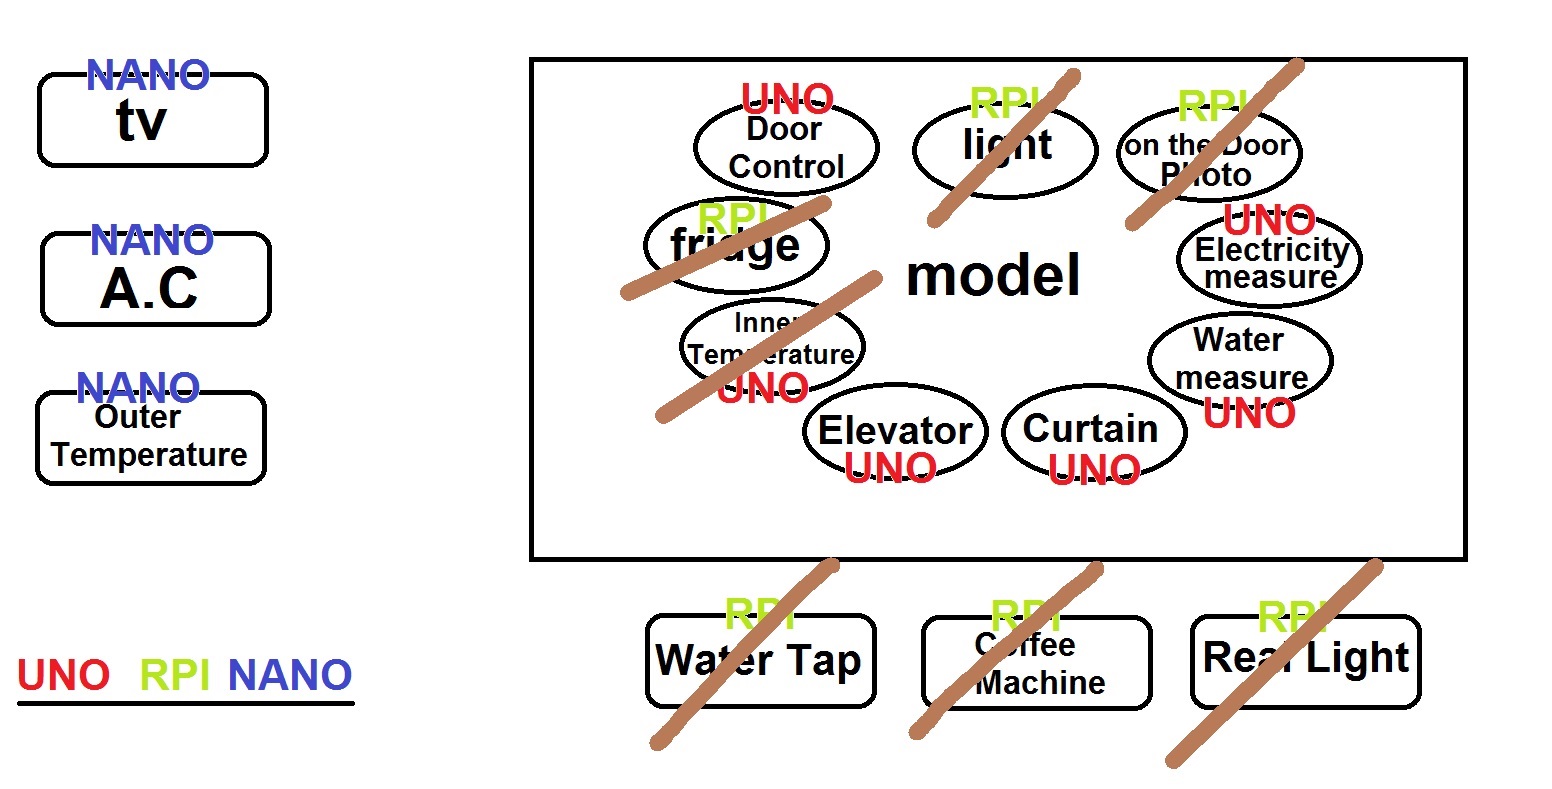 NANO
tv
NANO
A.C
NANO
Outer
Temperature
UNO RPI NANO
UNO
Door
Control
RPI
light
RPI
on the Door
Photo
RPI
fridge
model
UNO
Electricity
measure
Inner
Temperature
UNO
Water
measure
UNO
Elevator
UNO
Curtain
UNO
RPI
Water Tap
RPI
Coffee
Machine
RPI
Real Light